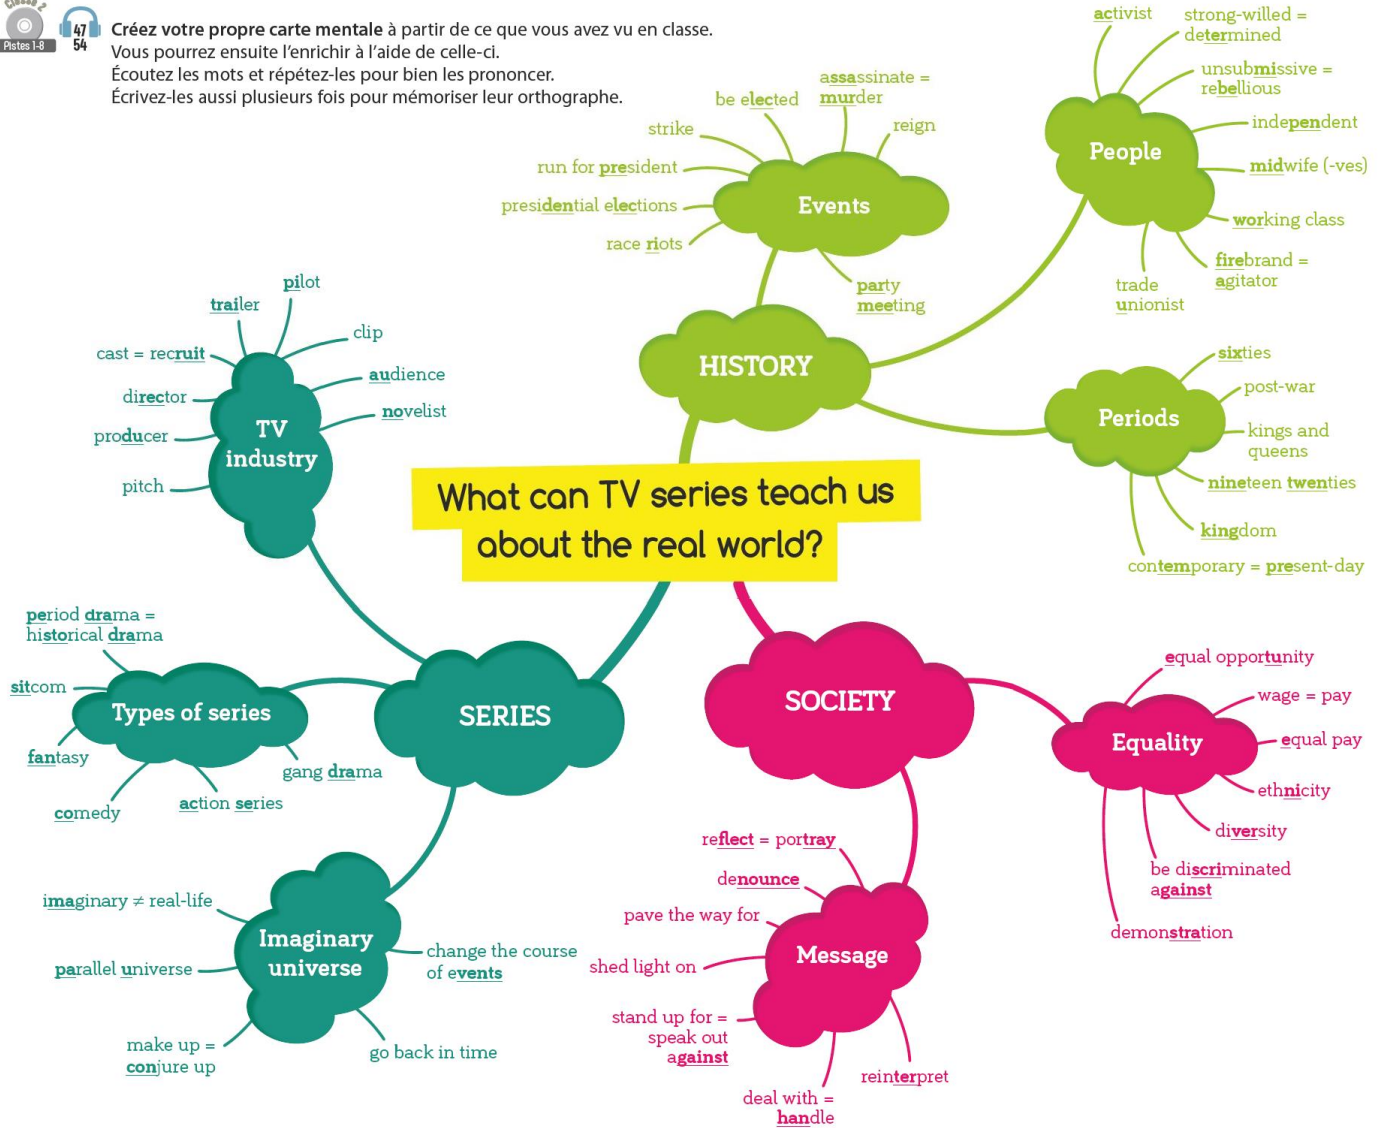 Classe 2
Pistes 1-8
47
54
Créez votre propre carte mentale à partir de ce que vous avez vu en classe.
Vous pourrez ensuite l'enrichir à l'aide de celle-ci.
Écoutez les mots et répétez-les pour bien les prononcer.
Écrivez-les aussi plusieurs fois pour mémoriser leur orthographe.
What can TV series teach us
about the real world?
HISTORY
Events
strike
be elected
assassinate =
murder
reign
run for president
presidential elections
race riots
party
meeting
People
activist
strong-willed =
determined
unsubmissive =
rebellious
independent
midwife (-ves)
working class
firebrand =
agitator
trade
unionist
Periods
sixties
post-war
kings and
queens
nineteen twenties
kingdom
contemporary = present-day
SERIES
TV
industry
pilot
trailer
clip
cast = recruit
audience
director
novelist
producer
pitch
Types of series
period drama =
historical drama
sitcom
fantasy
comedy
action series
gang drama
Imaginary
universe
imaginary ≠ real-life
parallel universe
make up =
conjure up
change the course
of events
go back in time
SOCIETY
Equality
equal opportunity
wage = pay
equal pay
ethnicity
diversity
be discriminated
against
demonstration
Message
reflect = portray
denounce
pave the way for
shed light on
stand up for =
speak out
against
deal with =
handle
reinterpret